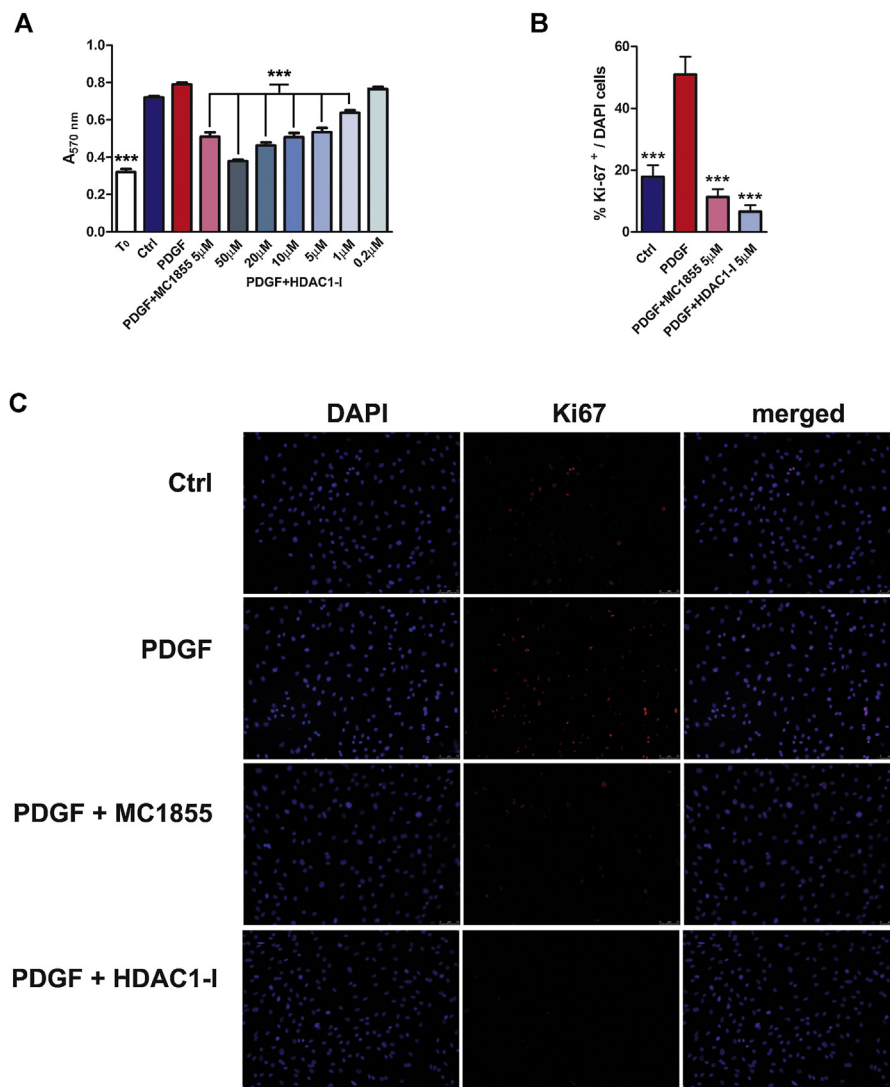 A
B
A570 nm
1.0
0.8
0.6
0.4
0.2
0.0
***
***
T0
Ctrl
PDGF
PDGF+MC1855 5µM
50µM
20µM
10µM
5µM
1µM
0.2µM
PDGF+HDAC1-I
% Ki-67 + / DAPI cells
60
40
20
0
***
***
***
Ctrl
PDGF
PDGF+MC1855 5µM
PDGF+HDAC1-I 5µM
C
DAPI Ki67 merged
Ctrl
PDGF
PDGF + MC1855
PDGF + HDAC1-I